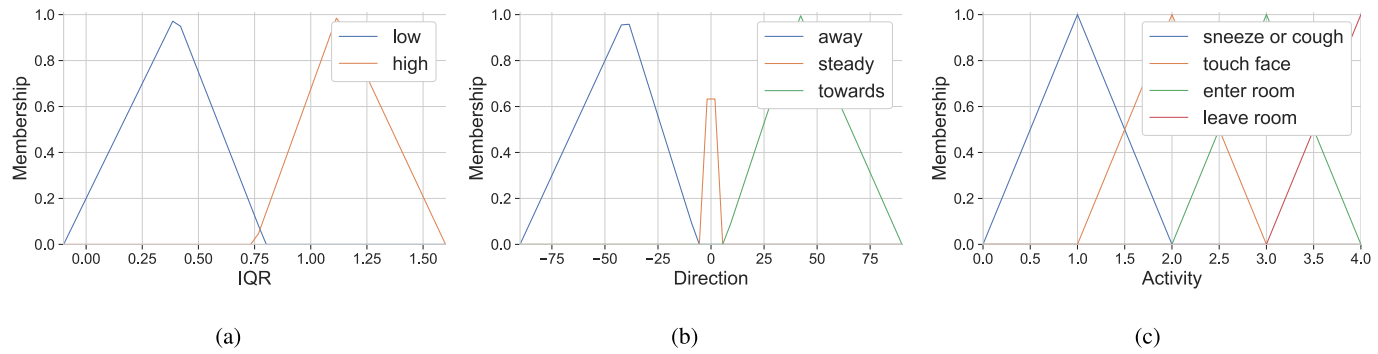 1.0
0.8
0.6
0.4
0.2
0.0
Membership
0.00 0.25 0.50 0.75 1.00 1.25 1.50
IQR
low
high
(a)
1.0
0.8
0.6
0.4
0.2
0.0
Membership
−75 −50 −25 0 25 50 75
Direction
away
steady
towards
(b)
1.0
0.8
0.6
0.4
0.2
0.0
Membership
0.0 0.5 1.0 1.5 2.0 2.5 3.0 3.5 4.0
Activity
sneeze or cough
touch face
enter room
leave room
(c)